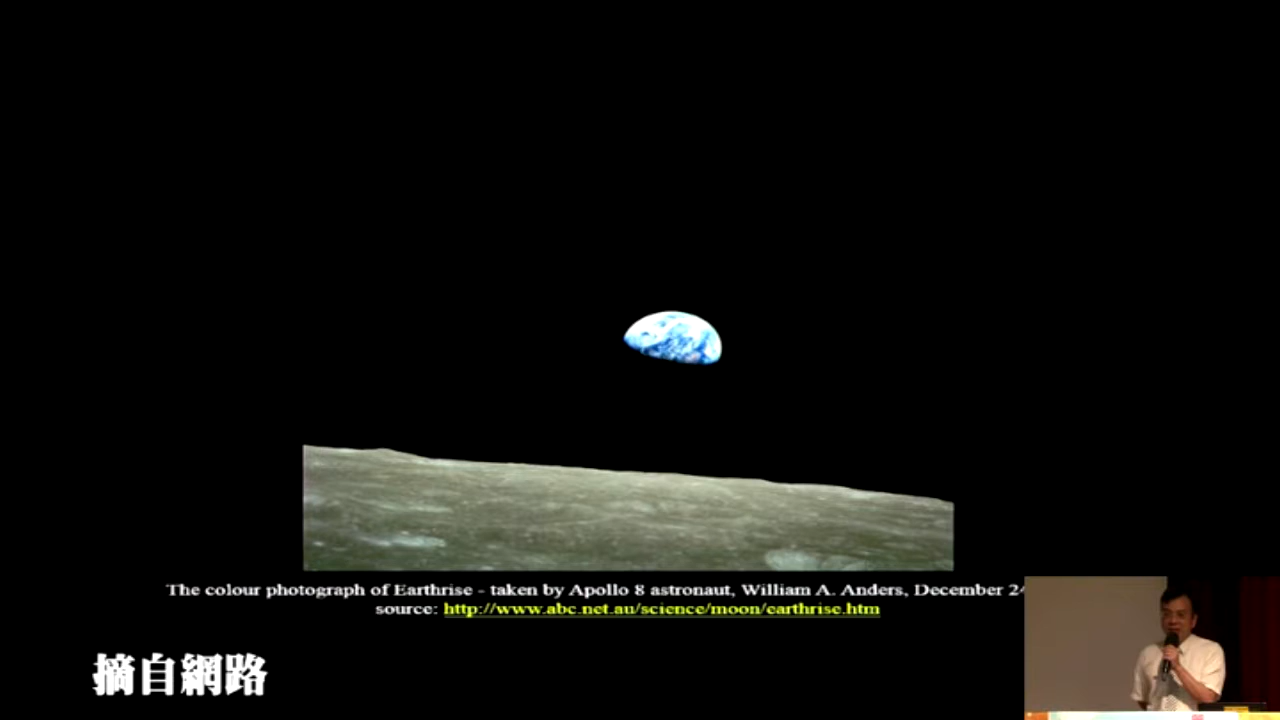 The colour photograph of Earthrise - taken by Apollo 8 astronaut, William A. Anders, December 24
source: http://www.abc.net.au/science/moon/earthrise.htm
摘自網路